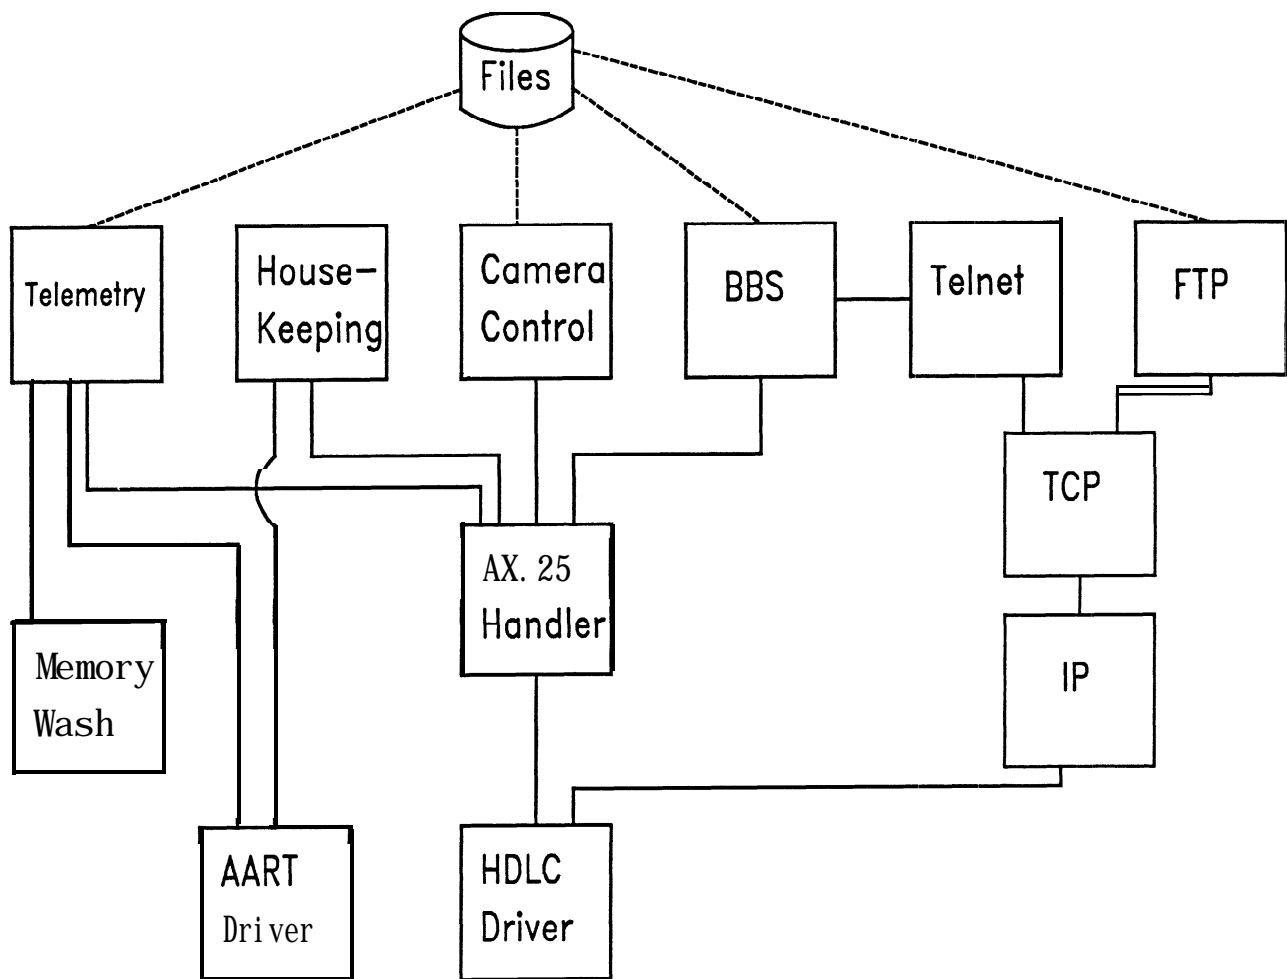 Files
Telemetry
House-
Keeping
Camera
Control
BBS
Telnet
FTP
TCP
AX.25
Handler
Memory
Wash
IP
AART
Driver
HDLC
Driver